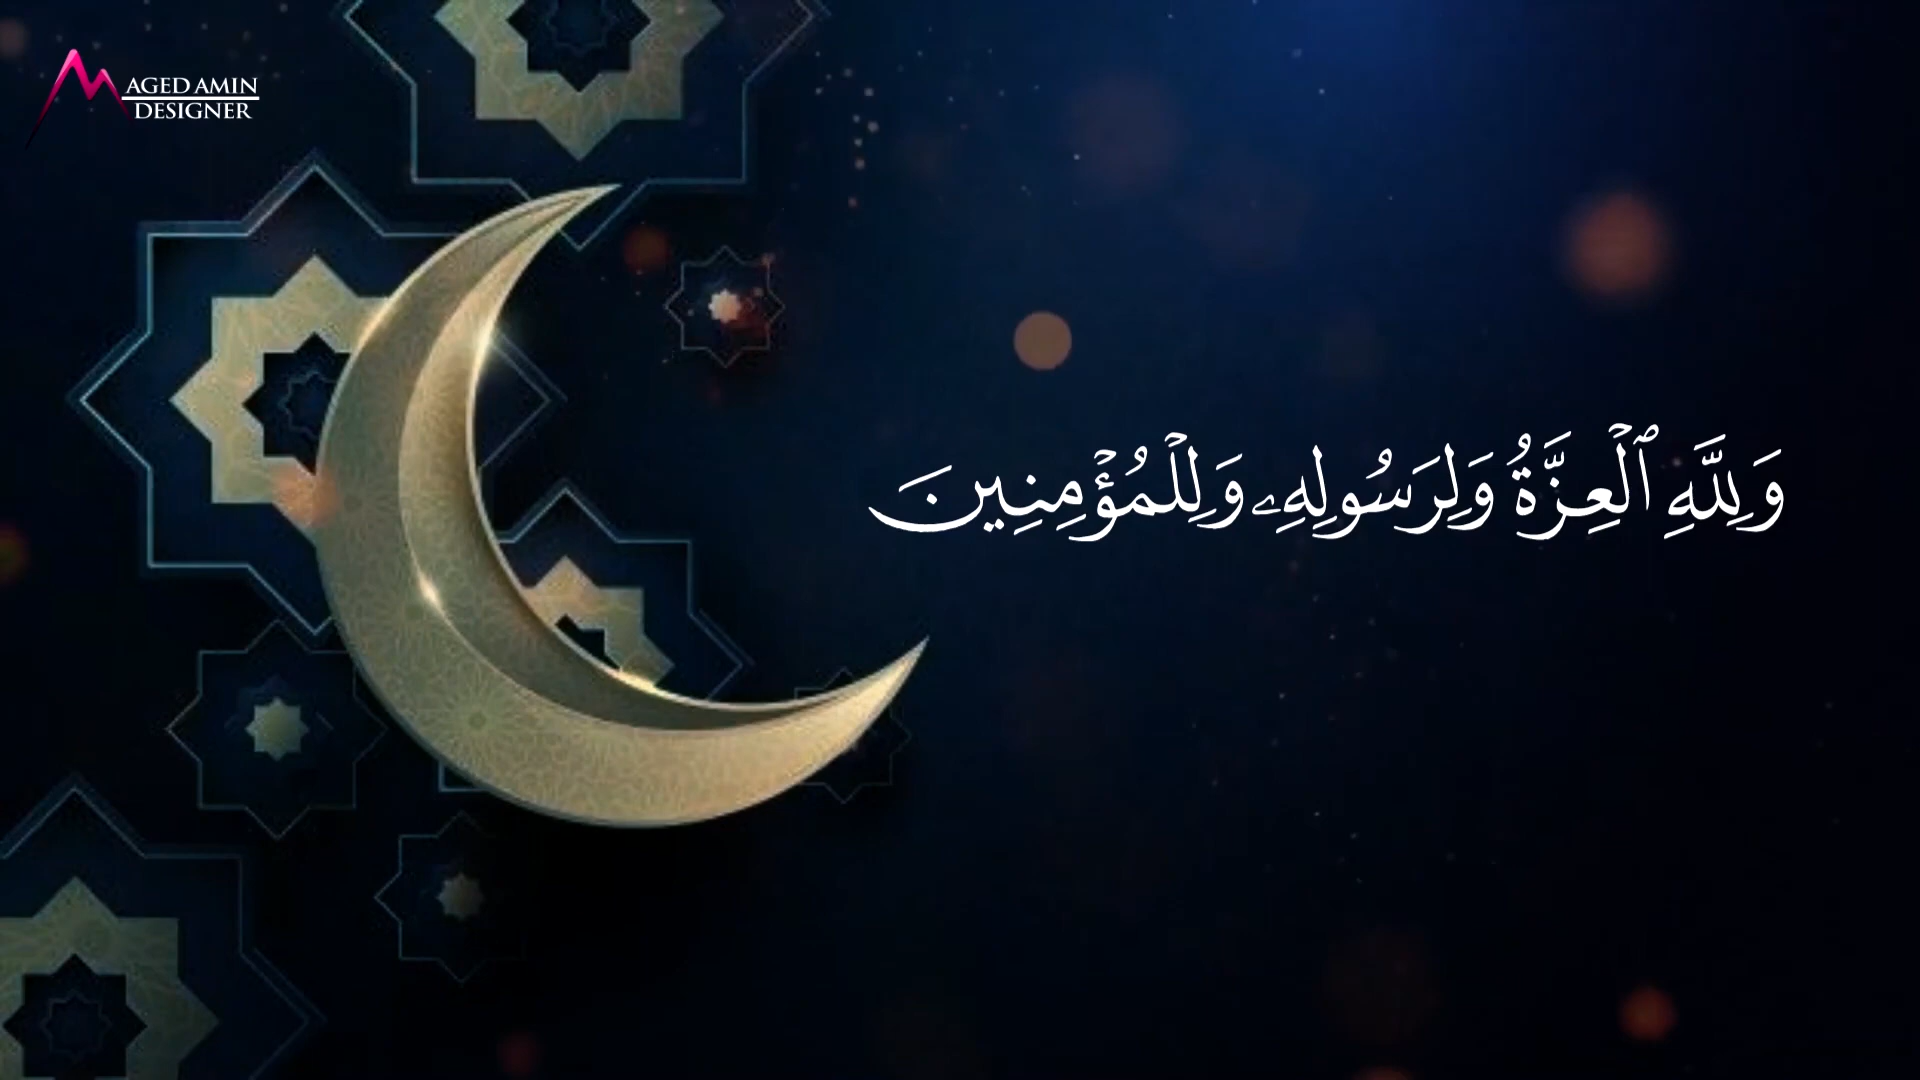 MAGED AMIN
DESIGNER
وَلِلَّهِ ٱلۡعِزَّةُ وَلِرَسُولِهِۦ وَلِلۡمُؤۡمِنِينَ